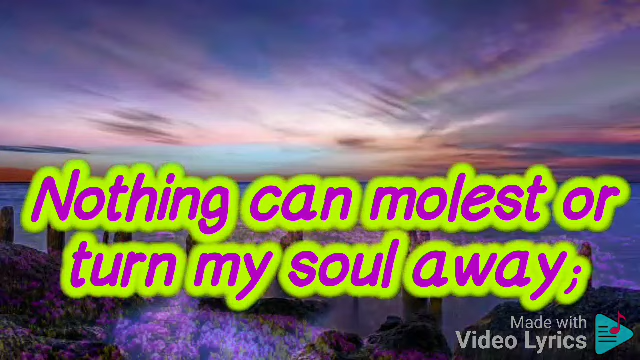 Nothing can molest or
turn my soul away;
Made with
Video Lyrics